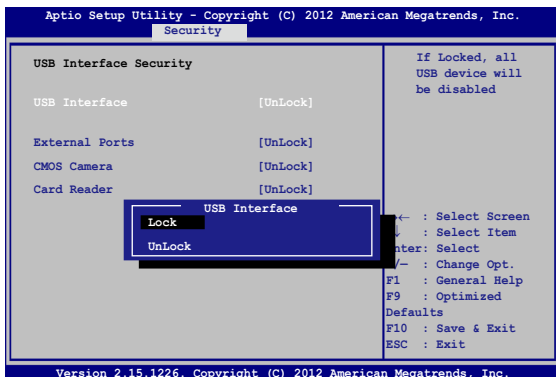 Aptio Setup Utility - Copyright (C) 2012 American Megatrends, Inc.
Security
USB Interface Security
USB Interface [UnLock]
External Ports [UnLock]
CMOS Camera [UnLock]
Card Reader [UnLock]
USB Interface
Lock
UnLock
If Locked, all
USB device will
be disabled
← : Select Screen
↓ : Select Item
nter: Select
/— : Change Opt.
F1 : General Help
F9 : Optimized
Defaults
F10 : Save & Exit
ESC : Exit
Version 2.15.1226. Copyright (C) 2012 American Megatrends, Inc.